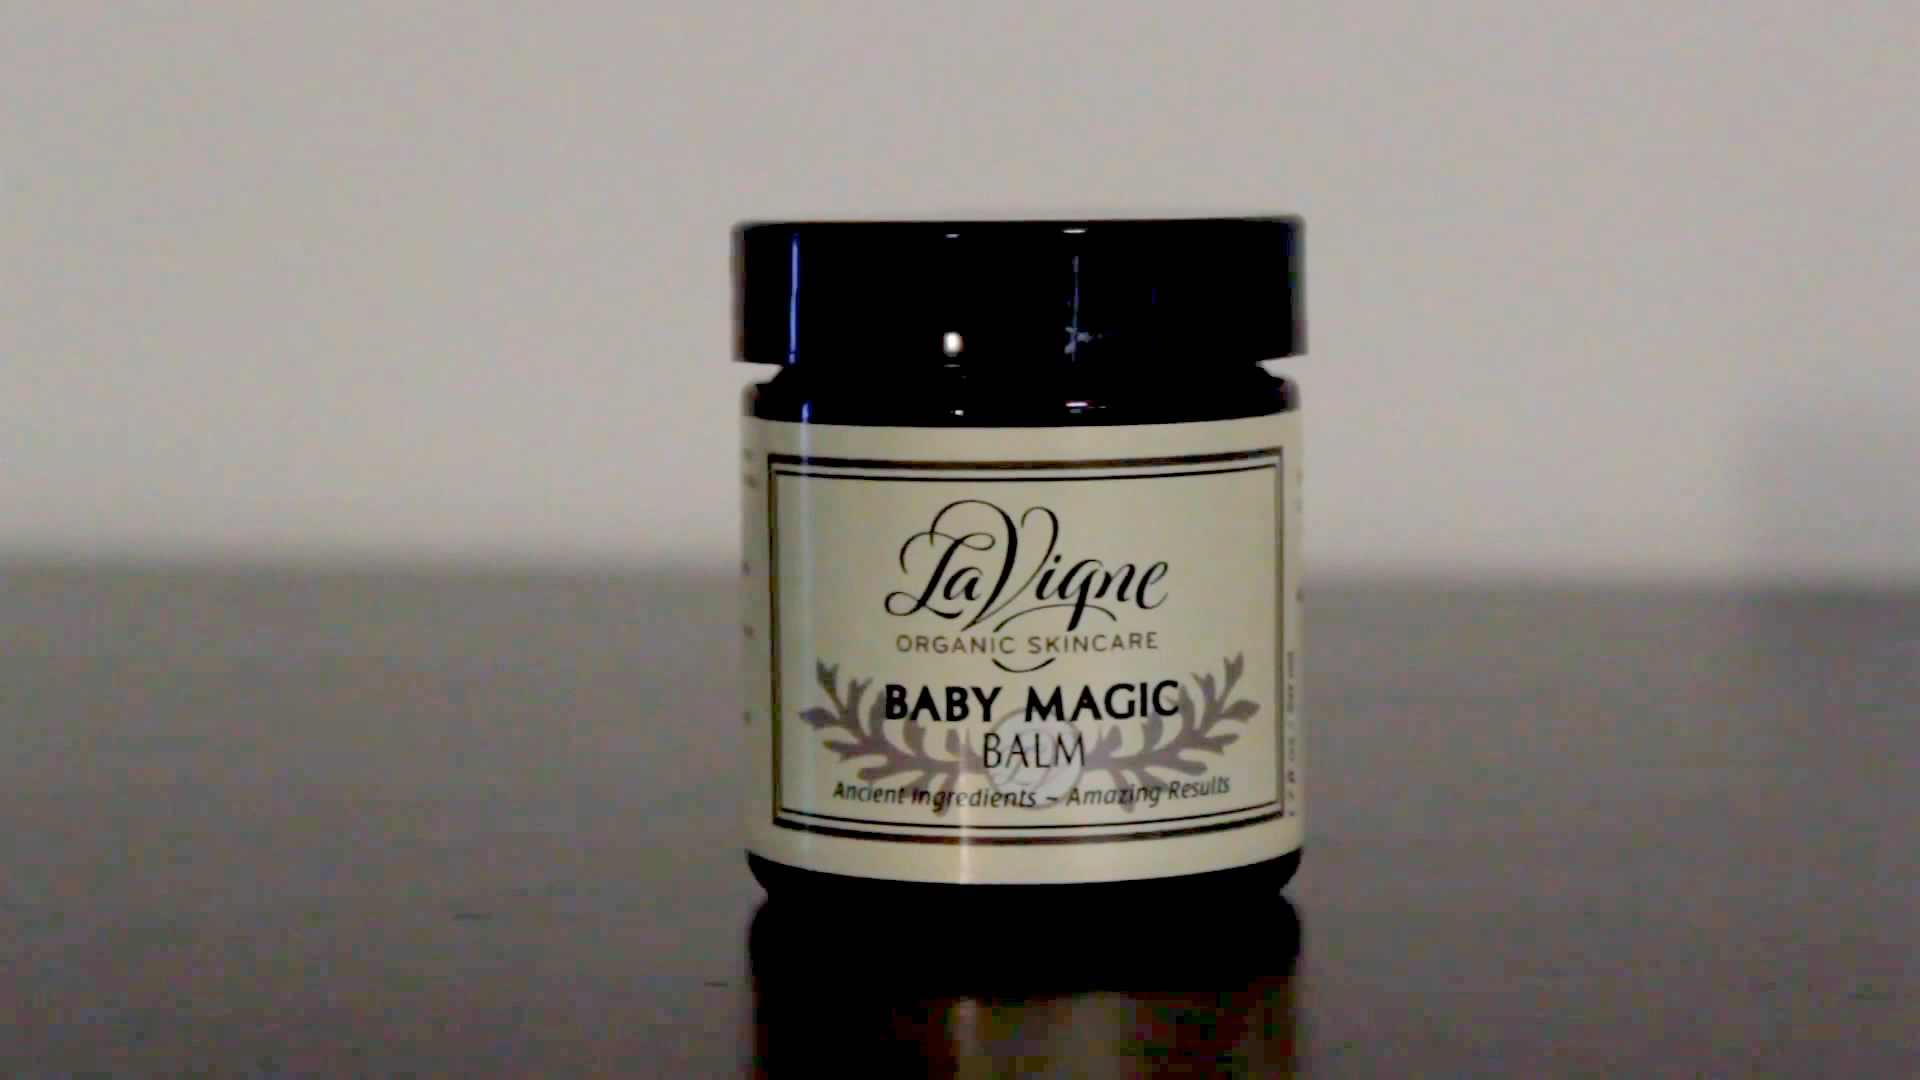 LaVigne
ORGANIC SKINCARE
BABY MAGIC
BALM
Ancient Ingredients ~ Amazing Results